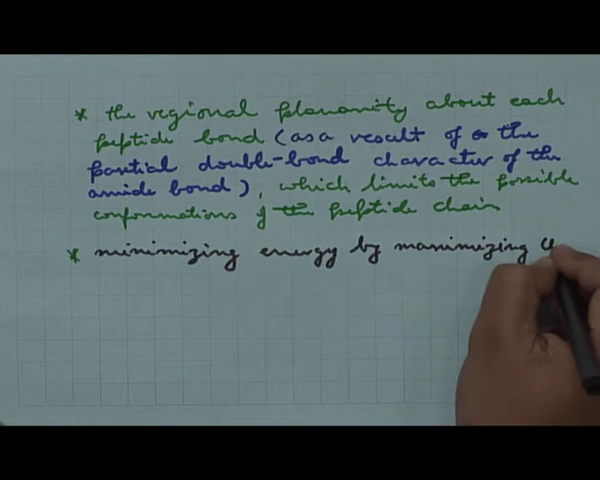 * the regional planarity about each
peptide bond (as a result of the
partial double-bond character of the
amide bond), which limits the possible
conformations of the peptide chain
* minimizing energy by maximizing